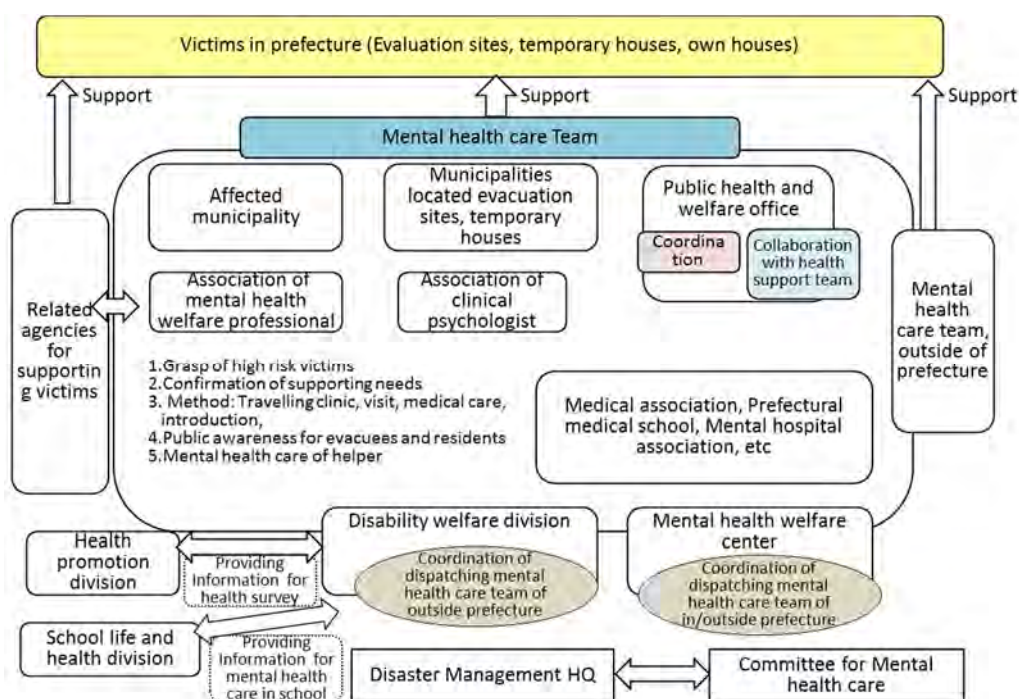 Victims in prefecture (Evaluation sites, temporary houses, own houses)
Support
Support
Support
Mental health care Team
Affected
municipality
Municipalities
located evacuation
sites, temporary
houses
Public health and
welfare office
Coordina
tion
Collaboration
with health
support team
Association of
mental health
welfare professional
Association of
clinical
psychologist
Related
agencies
for
supportin
g victims
Mental
health
care team,
outside of
prefecture
1.Grasp of high risk victims
2.Confirmation of supporting needs
3. Method: Travelling clinic, visit, medical care,
introduction,
4.Public awareness for evacuees and residents
5.Mental health care of helper
Medical association, Prefectural
medical school, Mental hospital
association, etc
Disability welfare division
Coordination of
dispatching mental
health care team of
outside prefecture
Mental health welfare
center
Coordination of
dispatching mental
health care team of
in/outside prefecture
Health
promotion
division
Providing
Information for
health survey
School life and
health division
Providing
Information for
mental health
care in school
Disaster Management HQ
Committee for Mental
health care